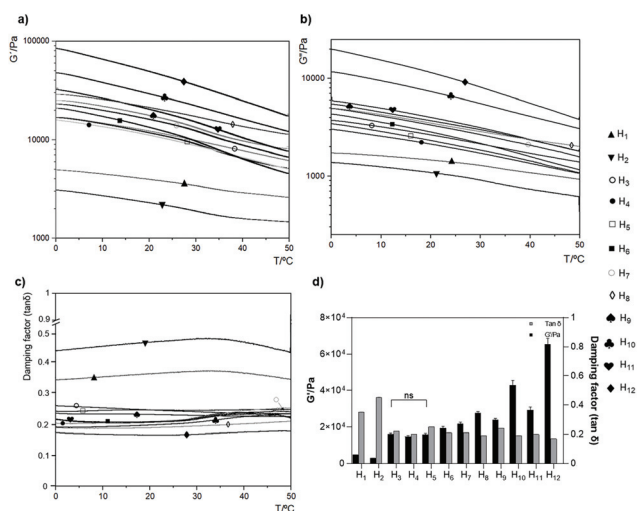 a)
G'/Pa
100000
10000
1000
0 10 20 30 40 50
T/ºC
b)
G''/Pa
10000
1000
0 10 20 30 40 50
T/ºC
H1
H2
H3
H4
H5
H6
H7
H8
H9
H10
H11
H12
c)
Damping factor (tanδ)
1
0.5
0.4
0.3
0.2
0.1
0
0 10 20 30 40 50
T/ºC
d)
G'/Pa
8×10⁴
6×10⁴
4×10⁴
2×10⁴
0
Tan δ
G'/Pa
ns
1
0.8
0.6
0.4
0.2
0
Damping factor (tan δ)
H1 H2 H3 H4 H5 H6 H7 H8 H9 H10 H11 H12